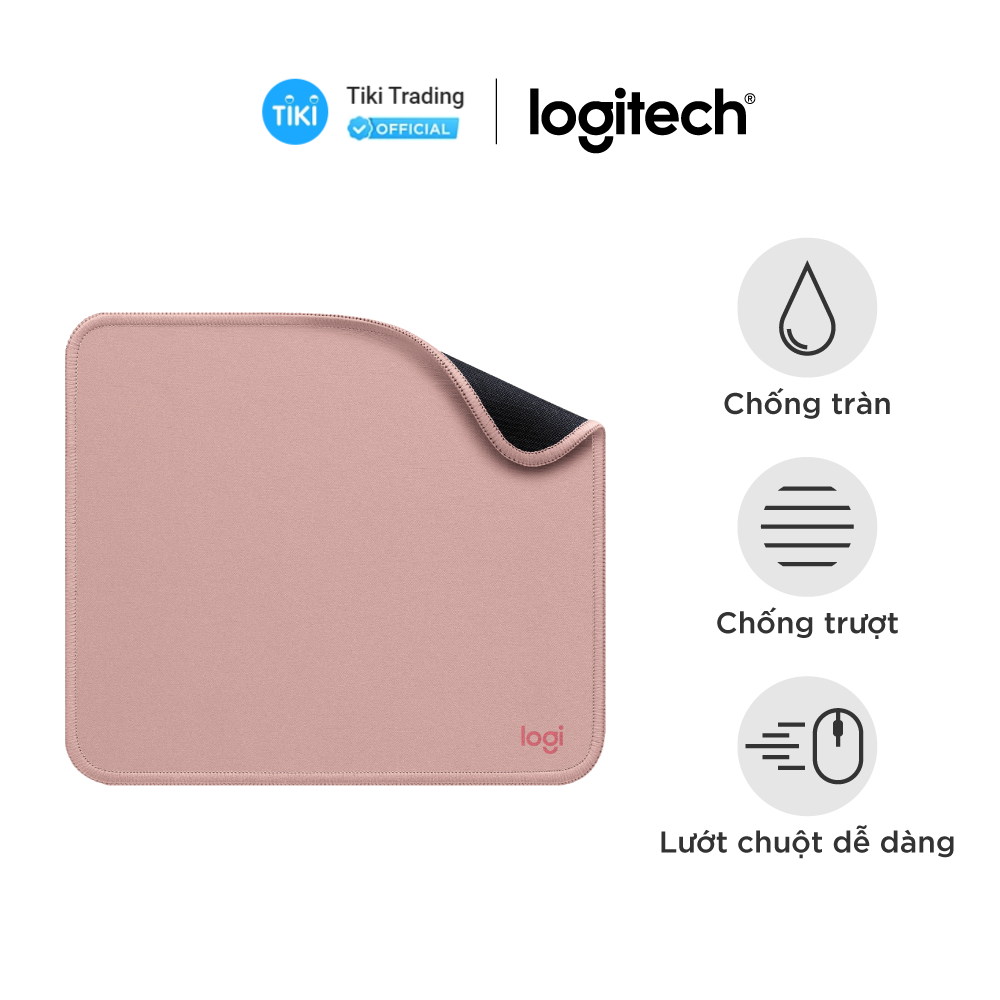 TIKI
Tiki Trading
OFFICIAL
logitech®
Chống tràn
Chống trượt
Lướt chuột dễ dàng
logi